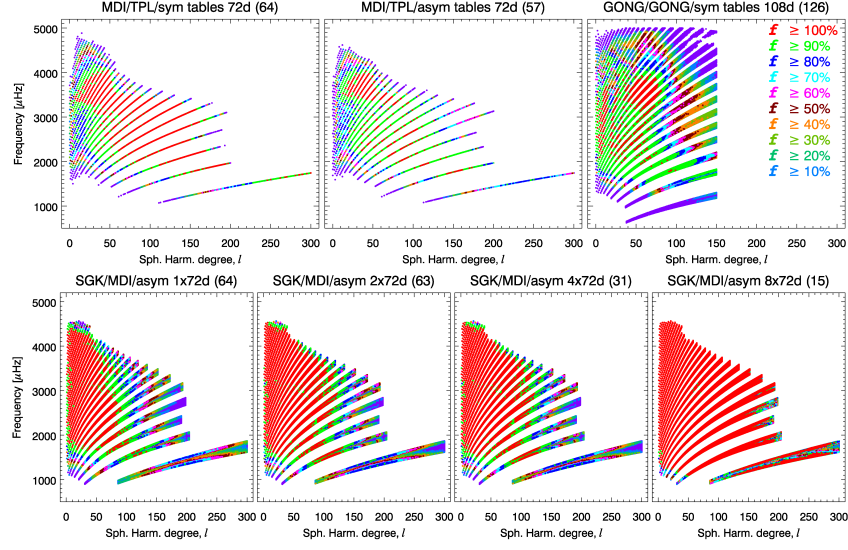 MDI/TPL/sym tables 72d (64)
MDI/TPL/asym tables 72d (57)
GONG/GONG/sym tables 108d (126)
Frequency [μHz]
5000
4000
3000
2000
1000
0 50 100 150 200 250 300
0 50 100 150 200 250 300
0 50 100 150 200 250 300
Sph. Harm. degree, l
Sph. Harm. degree, l
Sph. Harm. degree, l
f ≥ 100%
f ≥ 90%
f ≥ 80%
f ≥ 70%
f ≥ 60%
f ≥ 50%
f ≥ 40%
f ≥ 30%
f ≥ 20%
f ≥ 10%
SGK/MDI/asym 1x72d (64)
SGK/MDI/asym 2x72d (63)
SGK/MDI/asym 4x72d (31)
SGK/MDI/asym 8x72d (15)
Frequency [μHz]
5000
4000
3000
2000
1000
0 50 100 150 200 250 300
0 50 100 150 200 250 300
0 50 100 150 200 250 300
0 50 100 150 200 250 300
Sph. Harm. degree, l
Sph. Harm. degree, l
Sph. Harm. degree, l
Sph. Harm. degree, l